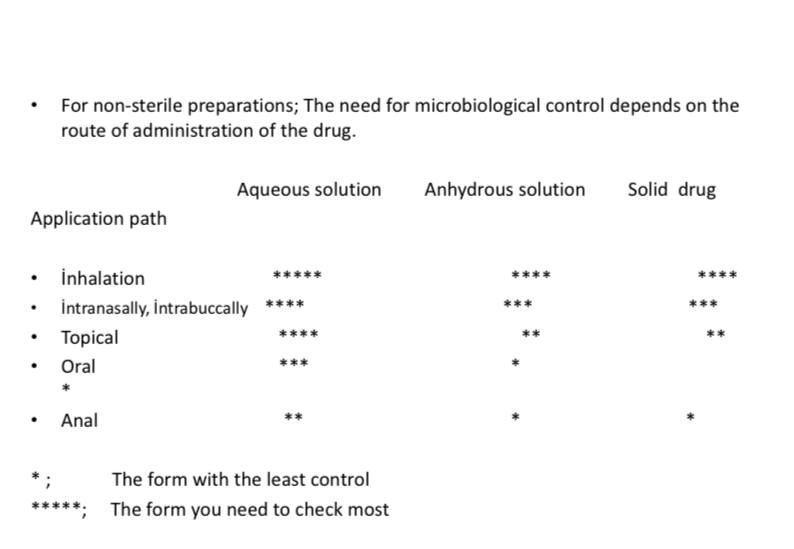 • For non-sterile preparations; The need for microbiological control depends on the
route of administration of the drug.
Aqueous solution Anhydrous solution Solid drug
Application path
• İnhalation ***** **** ****
• İntranasally, İntrabuccally **** *** ***
• Topical **** ** **
• Oral *** *
*
• Anal ** * *
* ; The form with the least control
*****; The form you need to check most